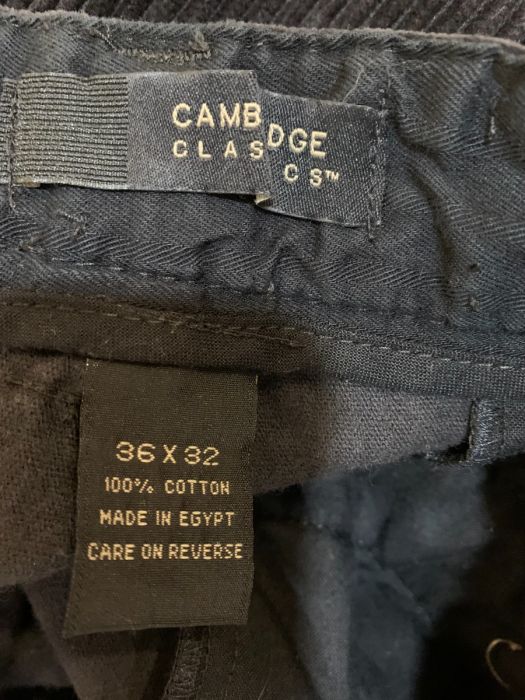 CAMB DGE
CLAS CS™
36 X 32
100% COTTON
MADE IN EGYPT
CARE ON REVERSE